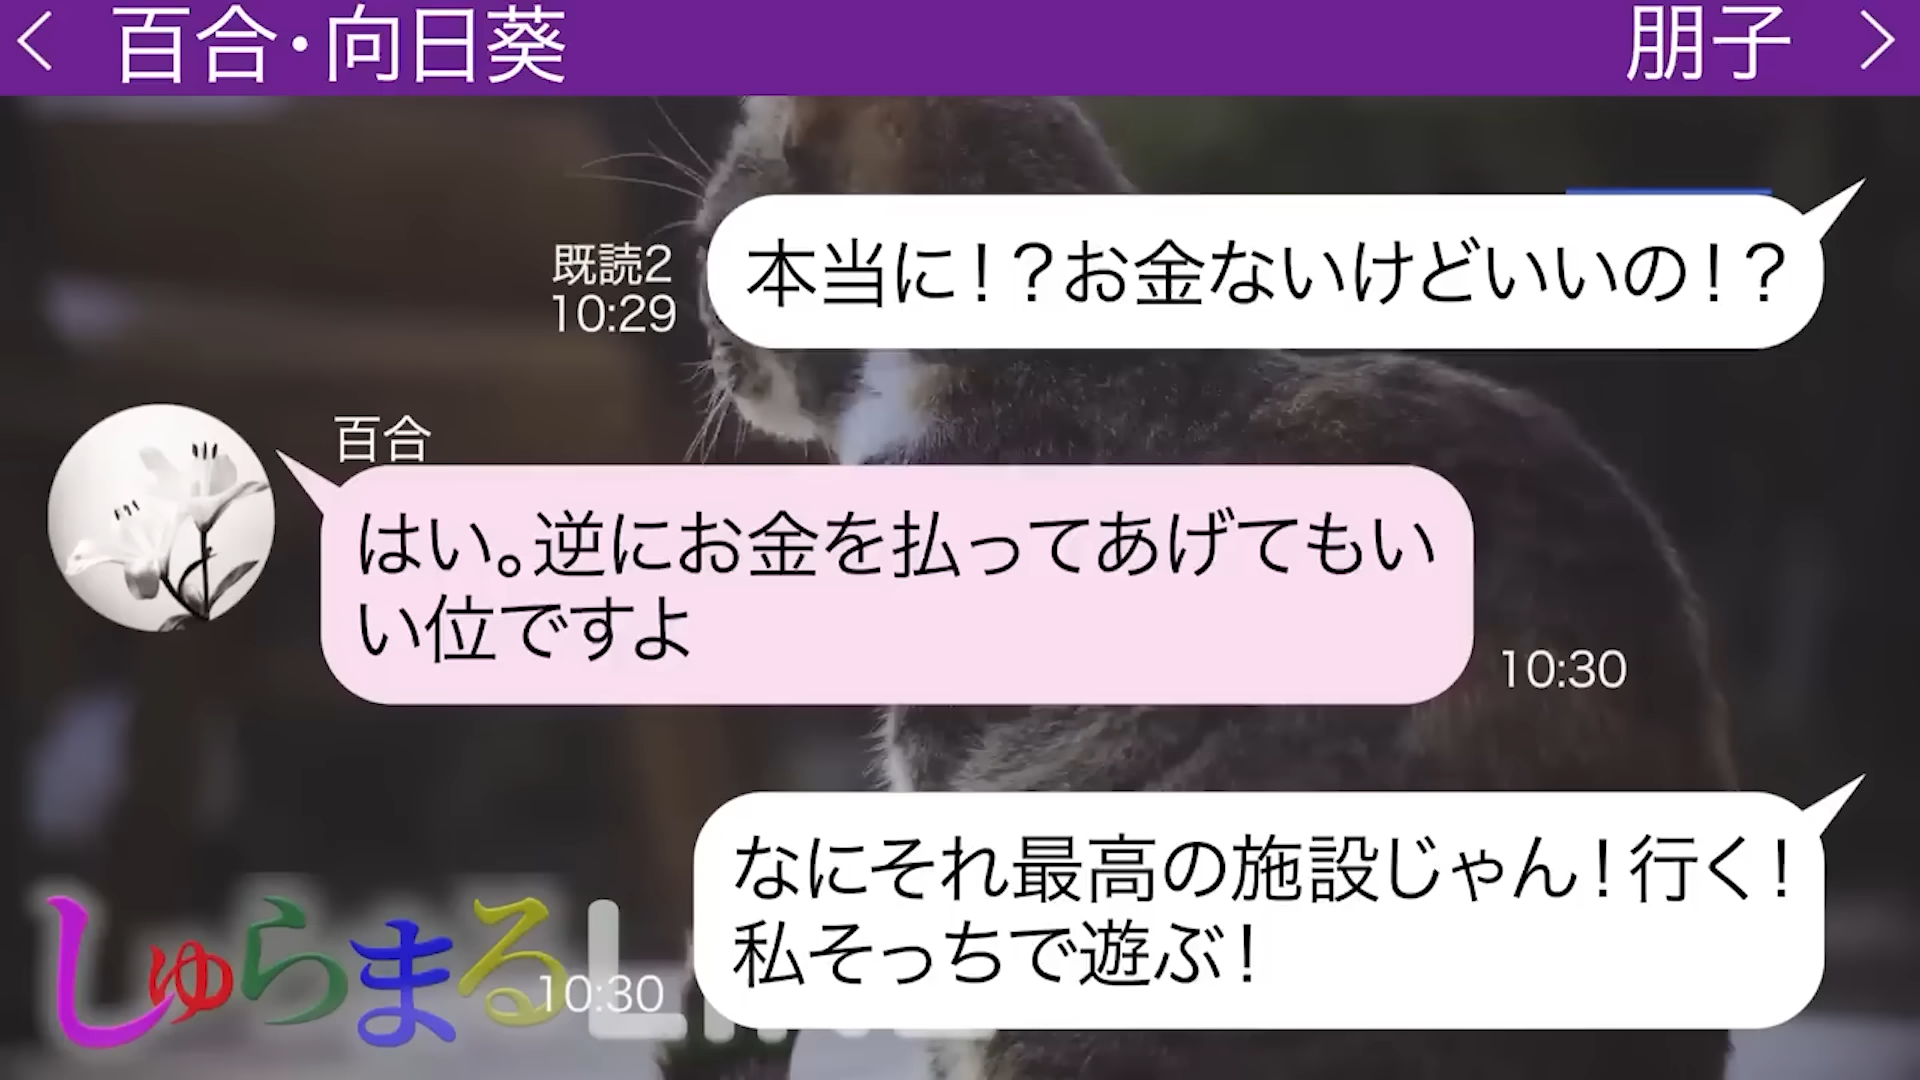 百合・向日葵
朋子
本当に！？お金ないけどいいの！？
既読2
10:29
百合
はい。逆にお金を払ってあげてもい
い位ですよ
10:30
なにそれ最高の施設じゃん！行く！
私そっちで遊ぶ！
10:30
しゅらまる